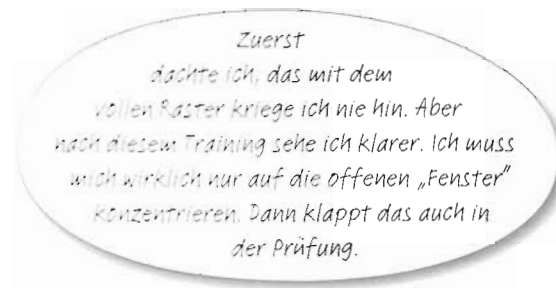 Zuerst
dachte ich, das mit dem
vollen Raster kriege ich nie hin. Aber
nach diesem Training sehe ich klarer. Ich muss
mich wirklich nur auf die offenen „Fenster"
konzentrieren. Dann klappt das auch in
der Prüfung.